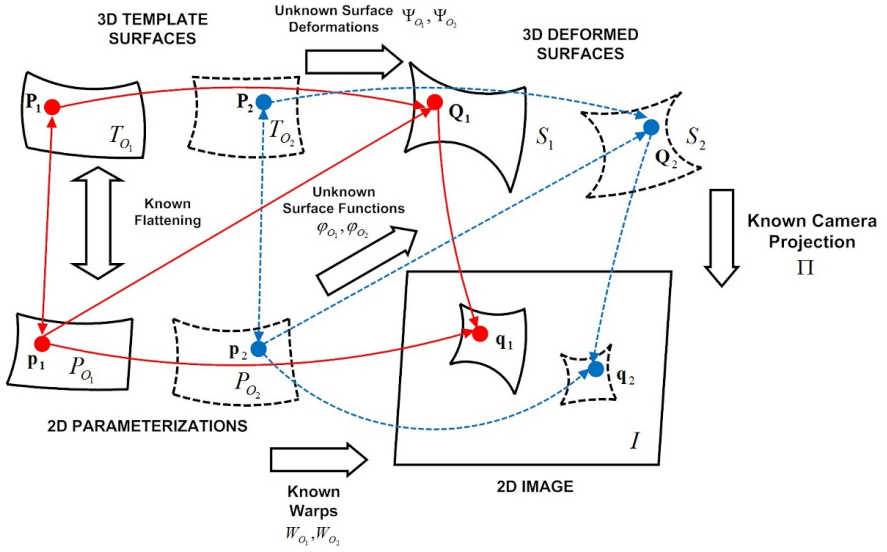 3D TEMPLATE
SURFACES
Unknown Surface
Deformations
Ψ_{O_1}, Ψ_{O_2}
3D DEFORMED
SURFACES
P_1
T_{O_1}
P_2
T_{O_2}
Q_1
S_1
Q_2
S_2
Known
Flattening
Unknown
Surface Functions
φ_{O_1}, φ_{O_2}
Known Camera
Projection
Π
p_1
P_{O_1}
p_2
P_{O_2}
q_1
q_2
I
2D PARAMETERIZATIONS
2D IMAGE
Known
Warps
W_{O_1}, W_{O_2}